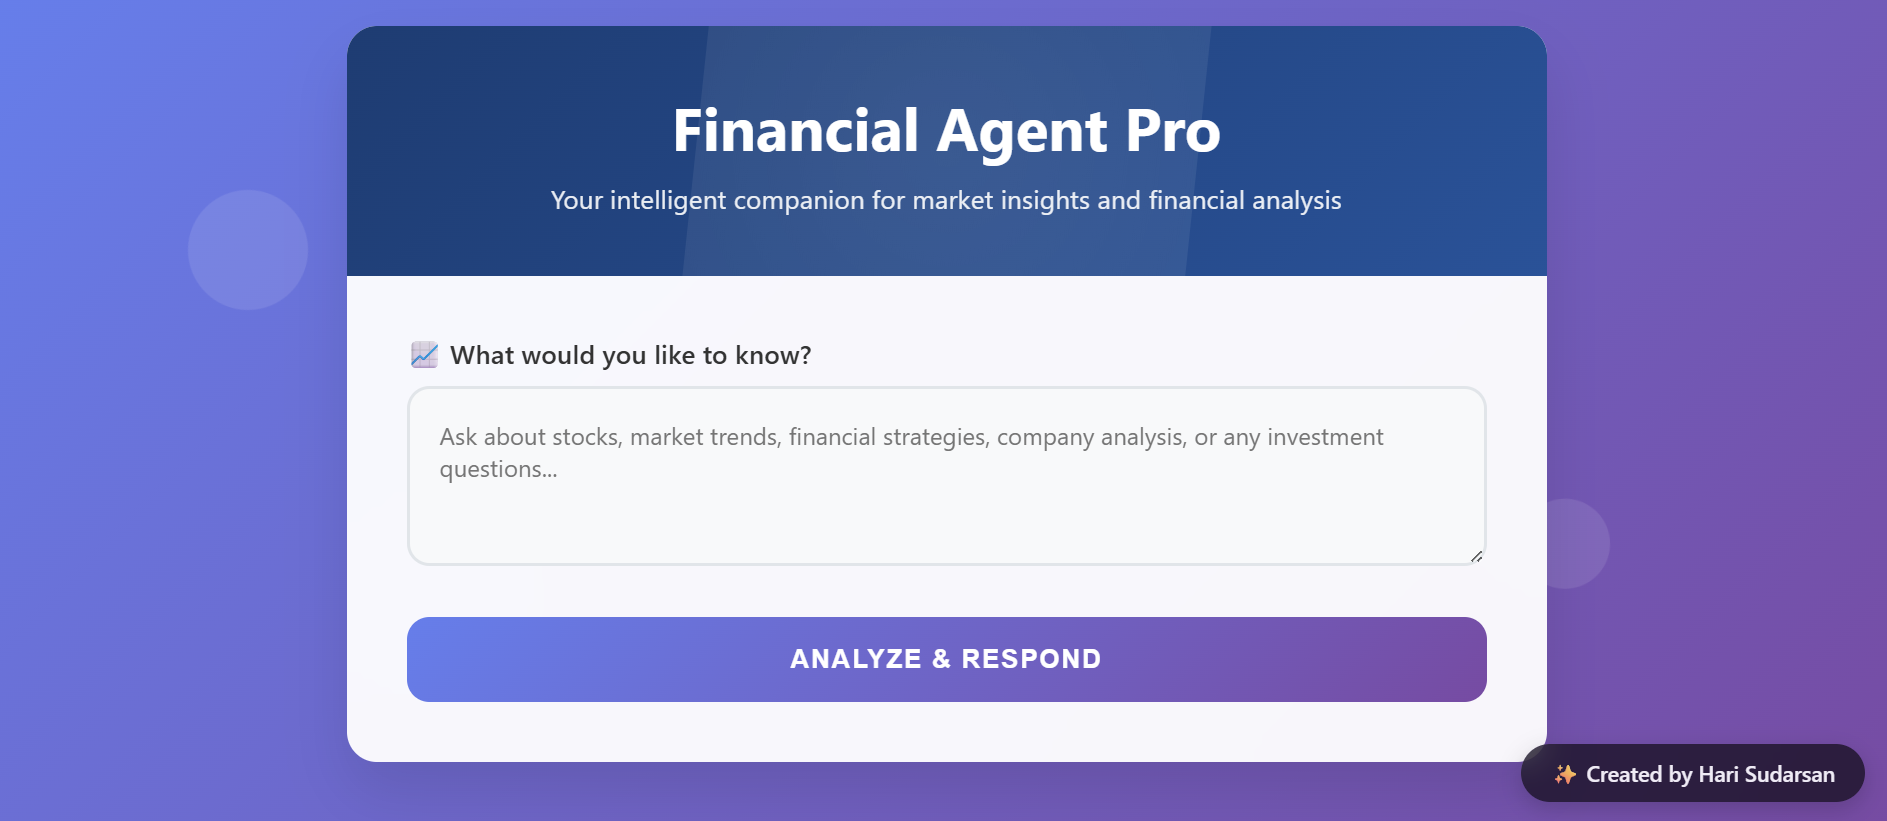 Financial Agent Pro
Your intelligent companion for market insights and financial analysis
📈 What would you like to know?
Ask about stocks, market trends, financial strategies, company analysis, or any investment
questions...
ANALYZE & RESPOND
✨ Created by Hari Sudarsan